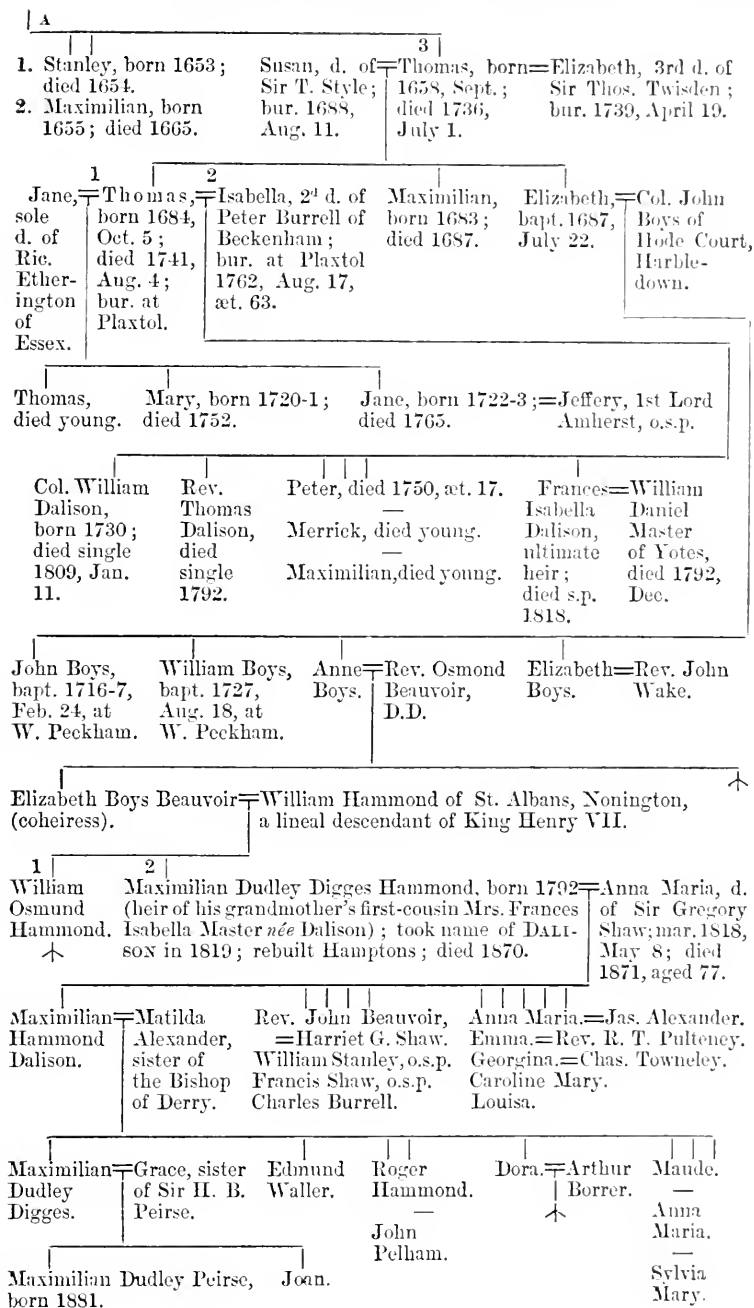 A
3
1. Stanley, born 1653; died 1654.
2. Maximilian, born 1655; died 1665.
Susan, d. of Sir T. Style; bur. 1688, Aug. 11.
=Thomas, born 1658, Sept.; died 1736, July 1.
=Elizabeth, 3rd d. of Sir Thos. Twisden; bur. 1739, April 19.
1 2
Jane, sole d. of Ric. Etherington of Essex.
=Thomas, born 1684, Oct. 5; died 1741, Aug. 4; bur. at Plaxtol.
=Isabella, 2d d. of Peter Burrell of Beckenham; bur. at Plaxtol 1762, Aug. 17, æt. 63.
Maximilian, born 1683; died 1687.
Elizabeth, bapt. 1687, July 22.
=Col. John Boys of Hode Court, Harbledown.
Thomas, died young.
Mary, born 1720-1; died 1752.
Jane, born 1722-3; died 1765.
=Jeffery, 1st Lord Amherst, o.s.p.
Col. William Dalison, born 1730; died single 1809, Jan. 11.
Rev. Thomas Dalison, died single 1792.
Peter, died 1750, æt. 17.
—
Merrick, died young.
—
Maximilian, died young.
Frances Isabella Dalison, ultimate heir; died s.p. 1818.
=William Daniel Master of Yotes, died 1792, Dec.
John Boys, bapt. 1716-7, Feb. 24, at W. Peckham.
William Boys, bapt. 1727, Aug. 18, at W. Peckham.
Anne Boys.
=Rev. Osmond Beauvoir, D.D.
Elizabeth Boys.
=Rev. John Wake.
Elizabeth Boys Beauvoir (coheiress).
=William Hammond of St. Albans, Nonington, a lineal descendant of King Henry VII.
1 2
William Osmund Hammond.
Maximilian Dudley Digges Hammond, born 1792 (heir of his grandmother's first-cousin Mrs. Frances Isabella Master née Dalison); took name of DALISON in 1819; rebuilt Hamptons; died 1870.
=Anna Maria, d. of Sir Gregory Shaw; mar. 1818, May 8; died 1871, aged 77.
Maximilian Hammond Dalison.
=Matilda Alexander, sister of the Bishop of Derry.
Rev. John Beauvoir,
=Harriet G. Shaw.
William Stanley, o.s.p.
Francis Shaw, o.s.p.
Charles Burrell.
Anna Maria.=Jas. Alexander.
Emma.=Rev. R. T. Pulteney.
Georgina.=Chas. Towneley.
Caroline Mary.
Louisa.
Maximilian Dudley Digges.
=Grace, sister of Sir H. B. Peirse.
Edmund Waller.
Roger Hammond.
—
John Pelham.
Dora.
=Arthur Borrer.
Maude.
—
Anna Maria.
—
Sylvia Mary.
Maximilian Dudley Peirse, born 1881.
Joan.